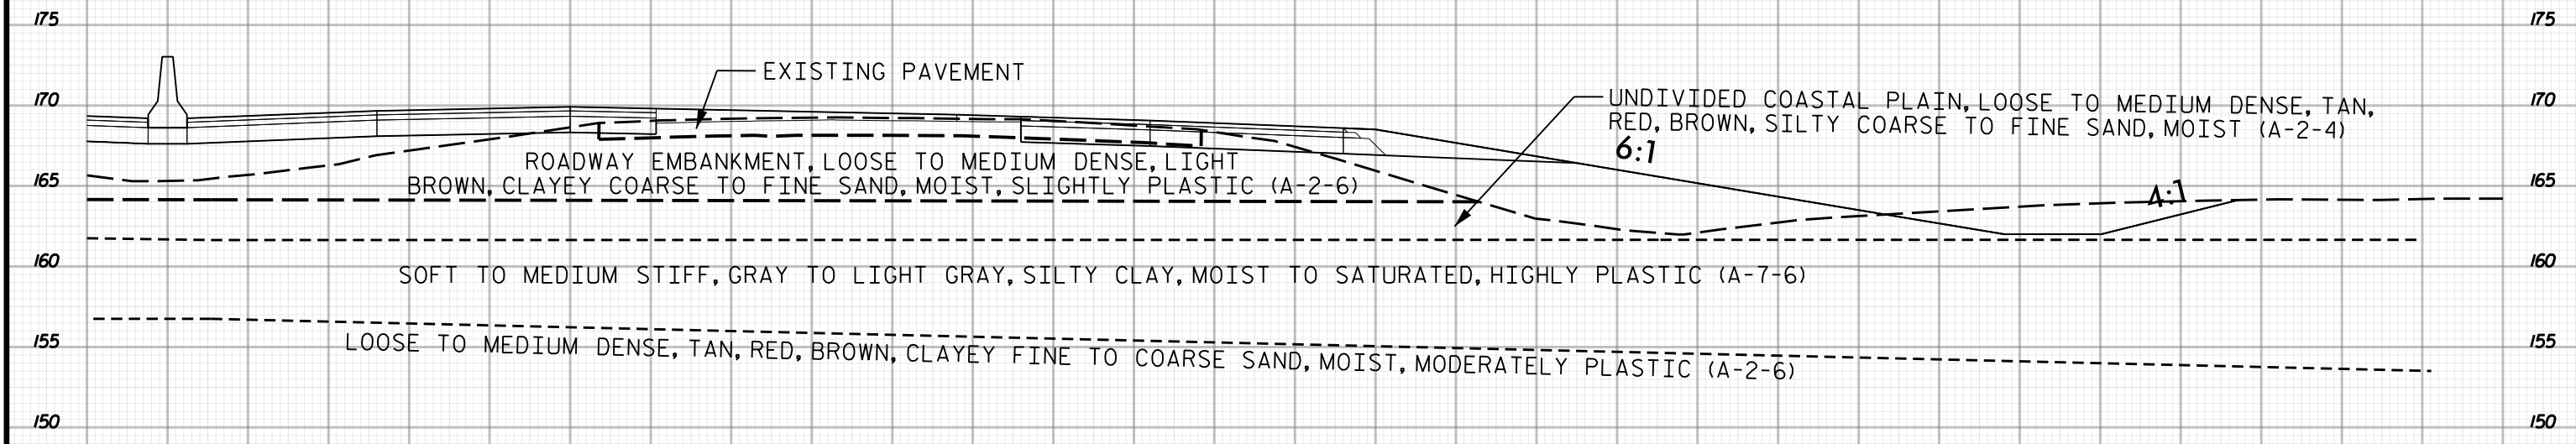 175
175
EXISTING PAVEMENT
170
170
UNDIVIDED COASTAL PLAIN, LOOSE TO MEDIUM DENSE, TAN,
RED, BROWN, SILTY COARSE TO FINE SAND, MOIST (A-2-4)
6:1
ROADWAY EMBANKMENT, LOOSE TO MEDIUM DENSE, LIGHT
BROWN, CLAYEY COARSE TO FINE SAND, MOIST, SLIGHTLY PLASTIC (A-2-6)
165
165
4:1
160
160
SOFT TO MEDIUM STIFF, GRAY TO LIGHT GRAY, SILTY CLAY, MOIST TO SATURATED, HIGHLY PLASTIC (A-7-6)
155
155
LOOSE TO MEDIUM DENSE, TAN, RED, BROWN, CLAYEY FINE TO COARSE SAND, MOIST, MODERATELY PLASTIC (A-2-6)
150
150